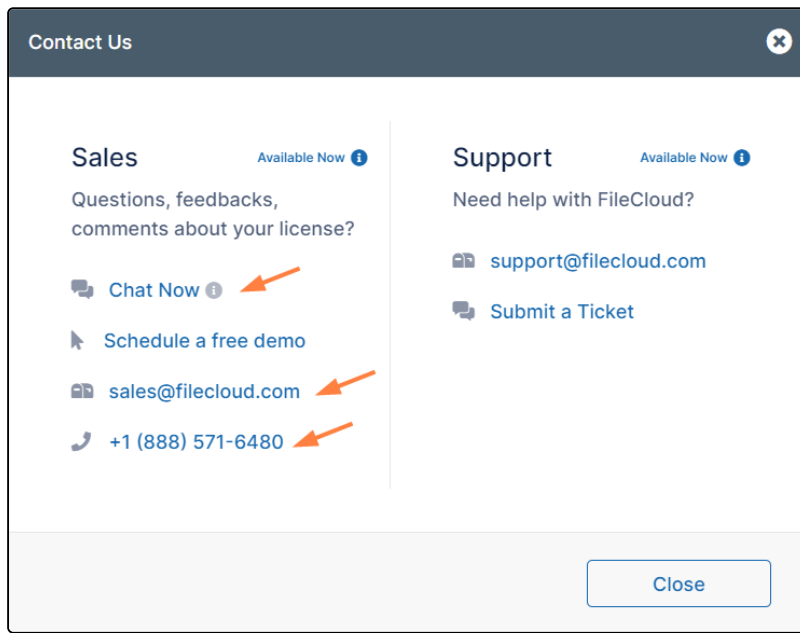 Contact Us
Sales
Available Now
Questions, feedbacks,
comments about your license?
Chat Now
Schedule a free demo
sales@filecloud.com
+1 (888) 571-6480
Support
Available Now
Need help with FileCloud?
support@filecloud.com
Submit a Ticket
Close